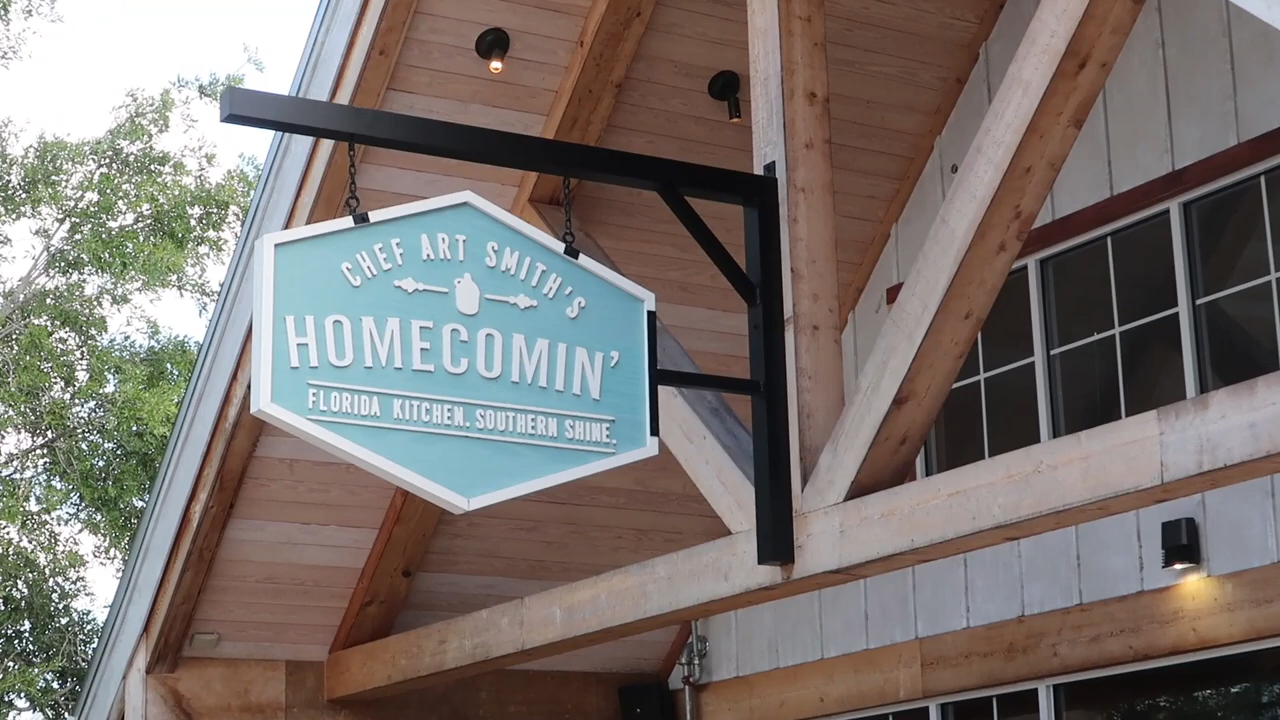 CHEF ART SMITH'S
HOMECOMIN'
FLORIDA KITCHEN. SOUTHERN SHINE.